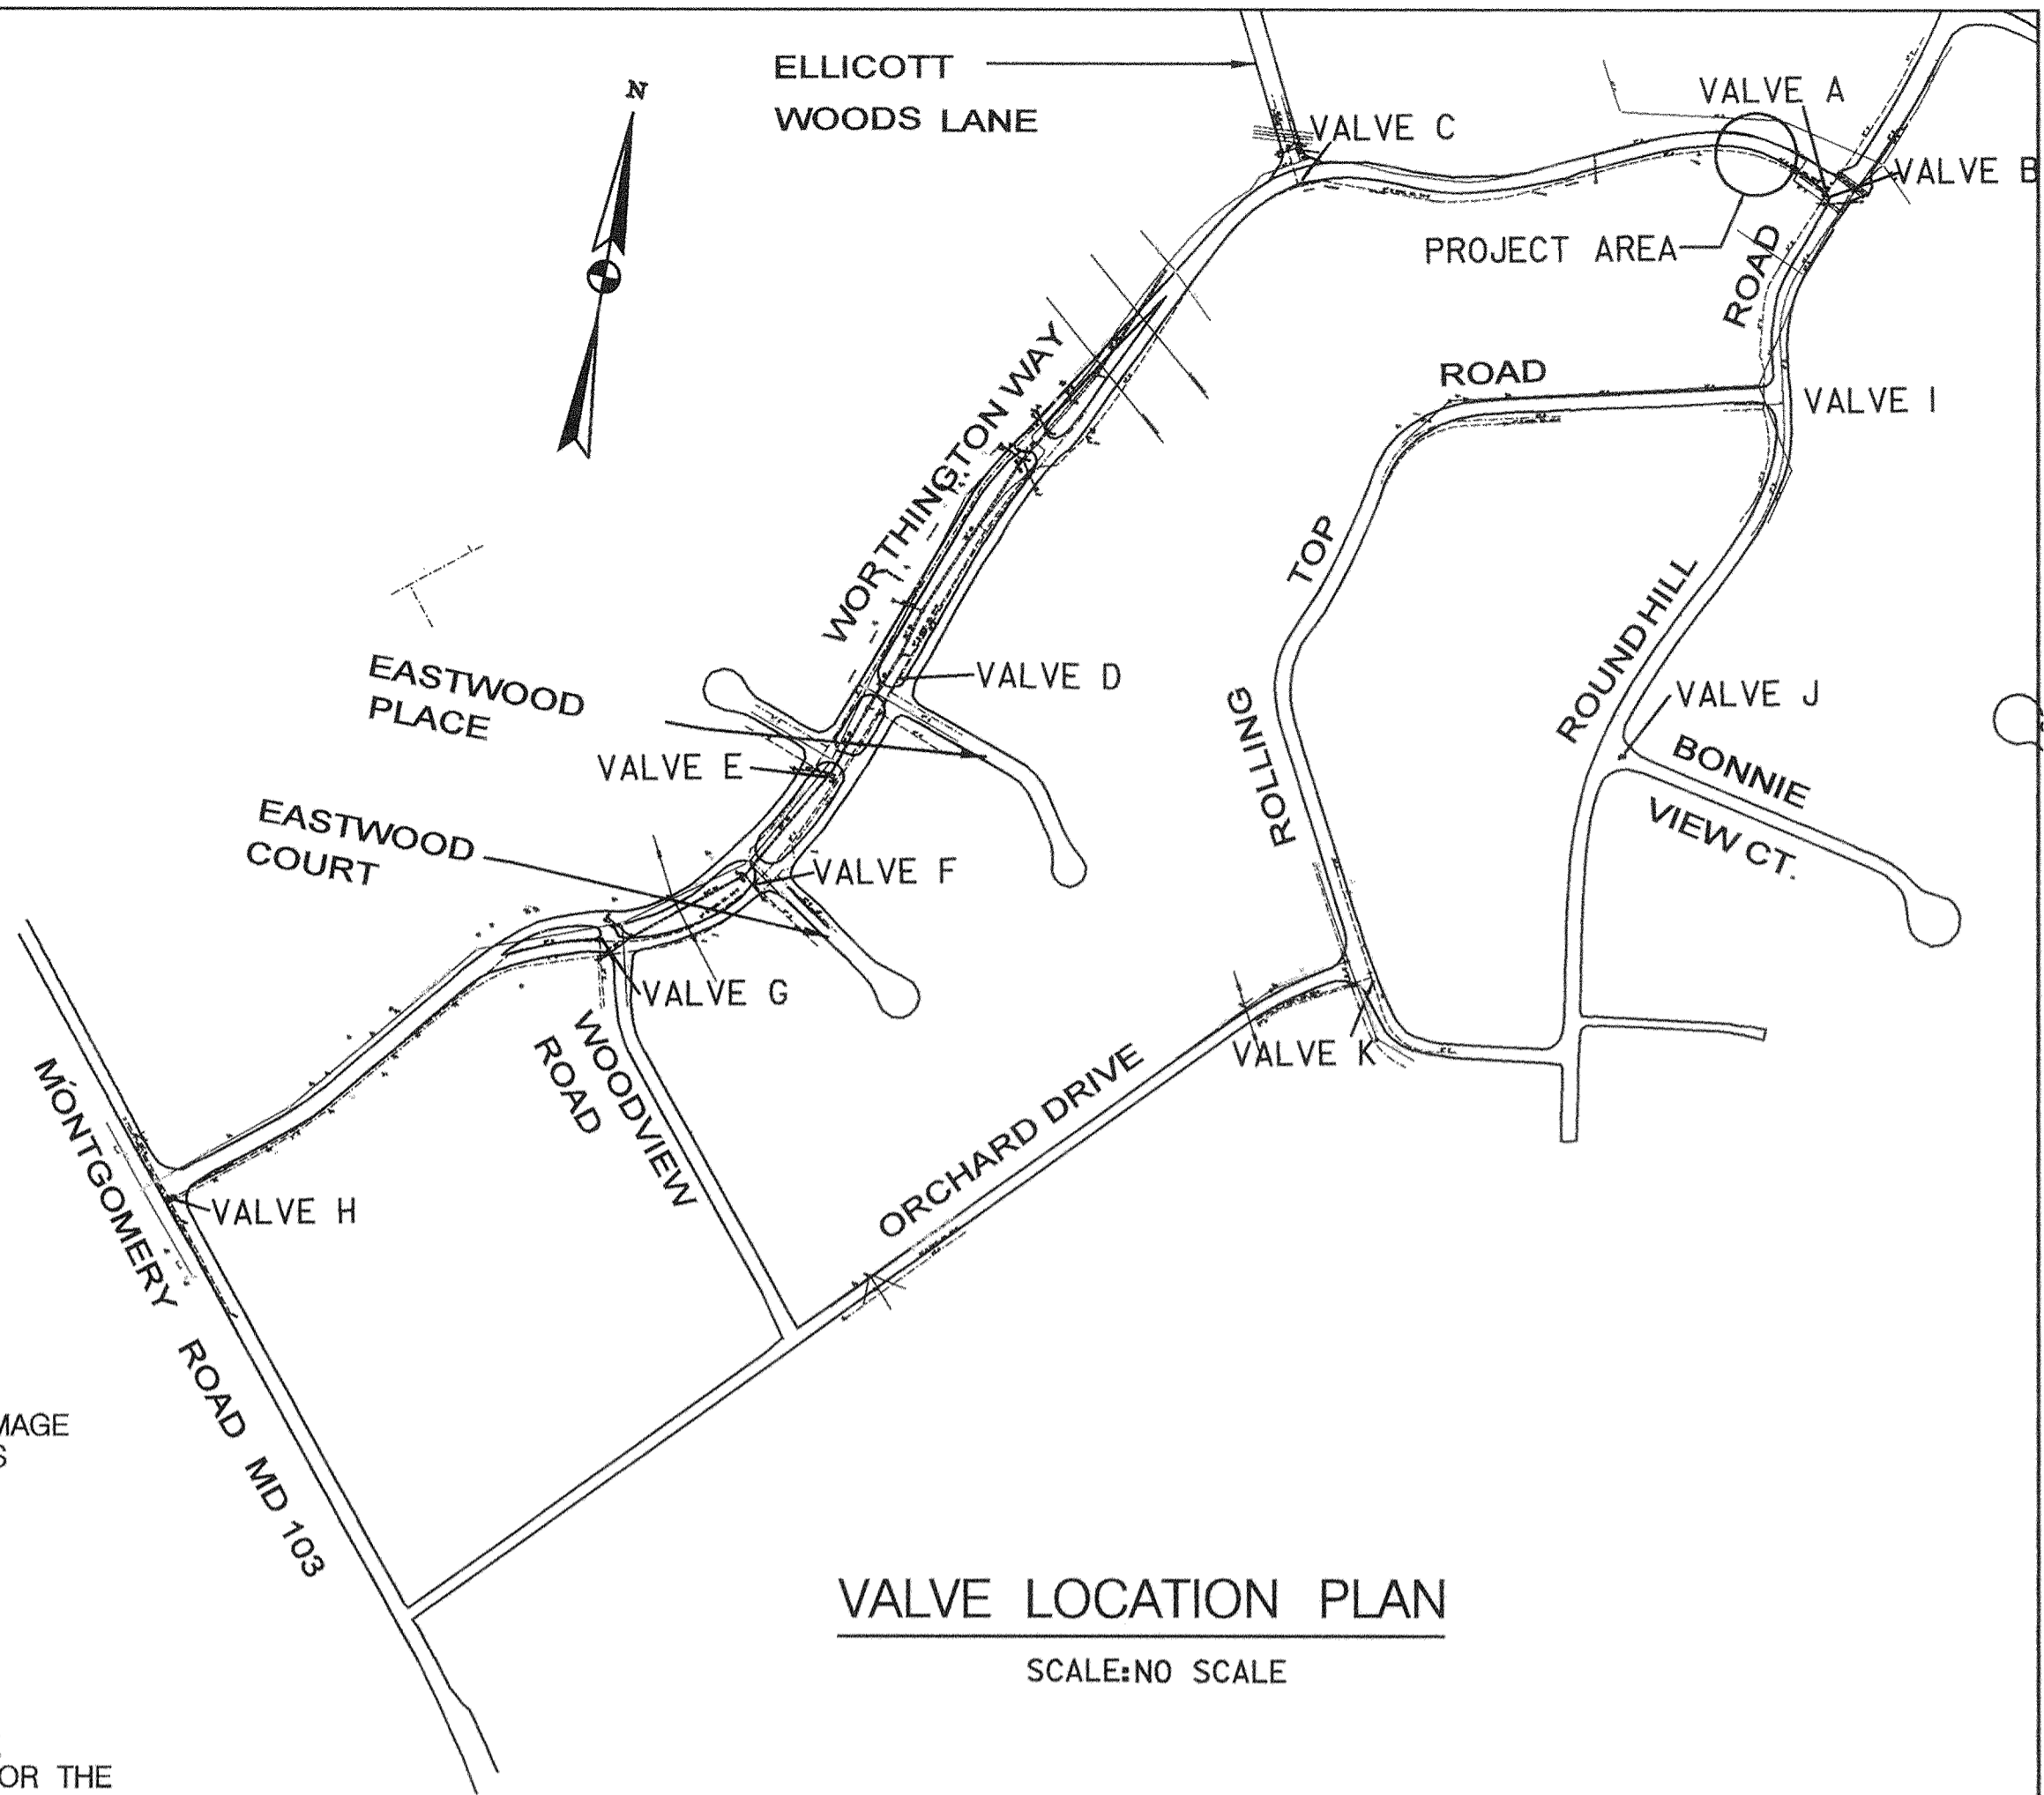 ELLICOTT
WOODS LANE
N
VALVE A
VALVE C
VALVE B
PROJECT AREA
ROAD
ROAD
VALVE I
WORTHINGTON WAY
TOP
ROLLING
ROUNDHILL
EASTWOOD
PLACE
VALVE D
VALVE J
BONNIE
VIEW CT.
VALVE E
EASTWOOD
COURT
VALVE F
VALVE G
WOODVIEW
ROAD
VALVE K
ORCHARD DRIVE
MONTGOMERY ROAD MD 103
VALVE H
MAGE
S
OR THE
VALVE LOCATION PLAN
SCALE:NO SCALE